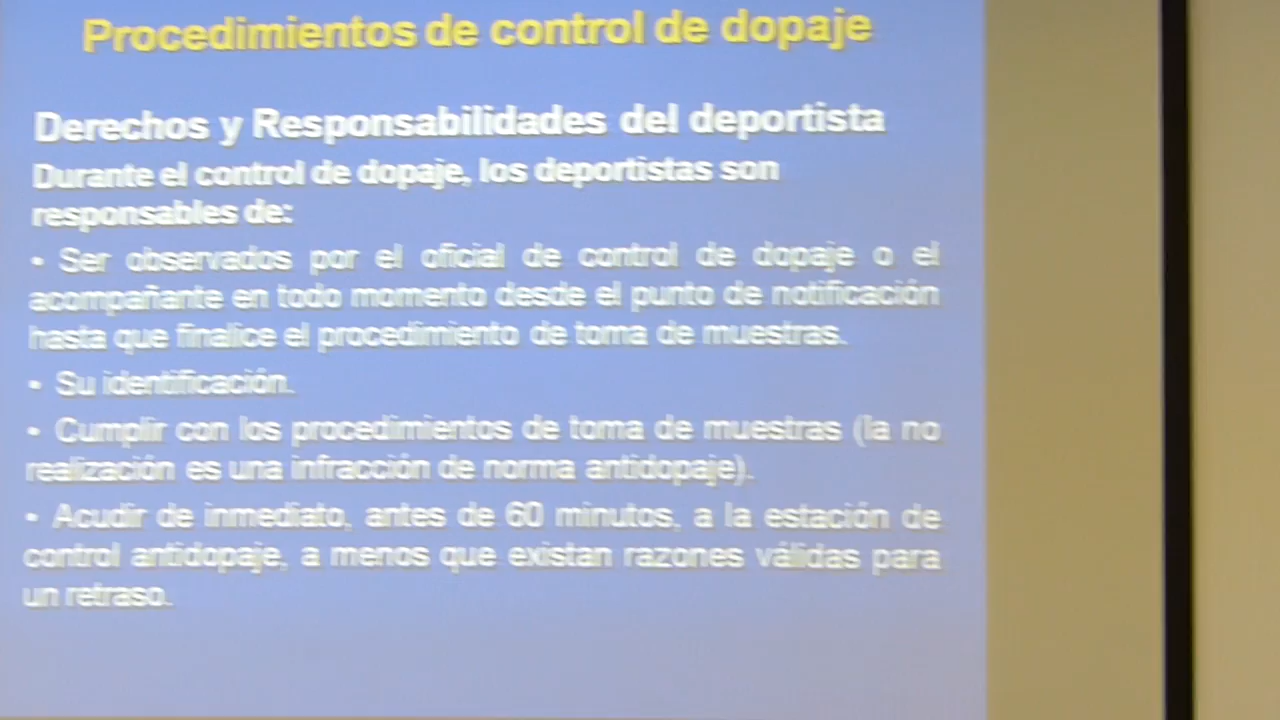 Procedimientos de control de dopaje
Derechos y Responsabilidades del deportista
Durante el control de dopaje, los deportistas son
responsables de:
• Ser observados por el oficial de control de dopaje o el
acompañante en todo momento desde el punto de notificación
hasta que finalice el procedimiento de toma de muestras.
• Su identificación.
• Cumplir con los procedimientos de toma de muestras (la no
realización es una infracción de norma antidopaje).
• Acudir de inmediato, antes de 60 minutos, a la estación de
control antidopaje, a menos que existan razones válidas para
un retraso.